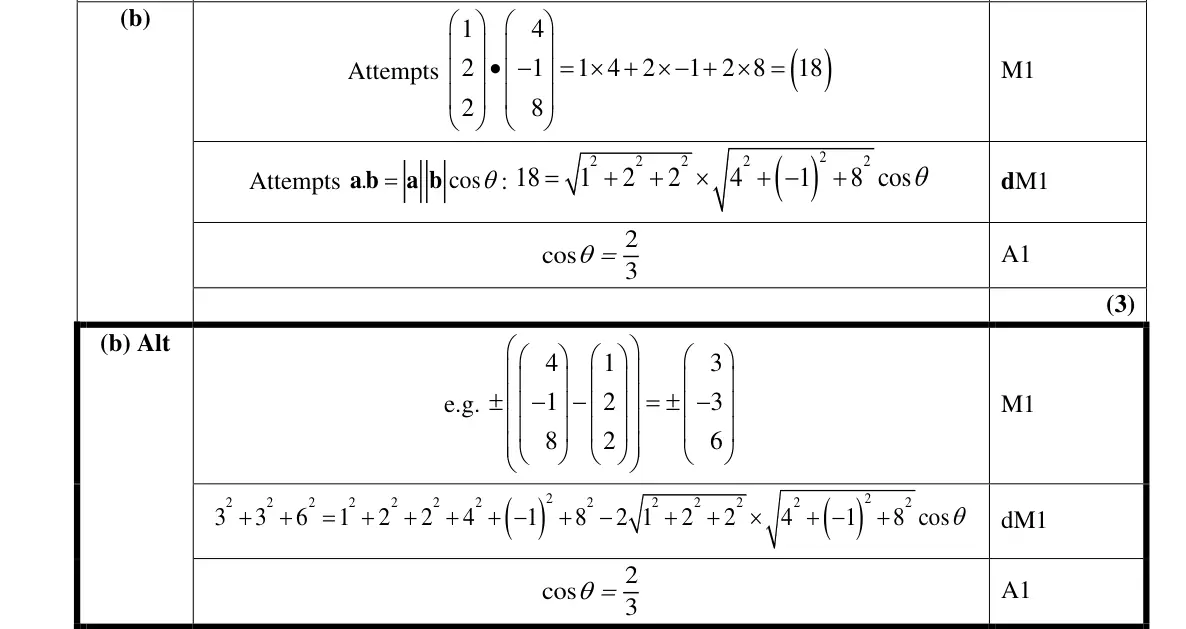 (b)
Attempts (1 2 2) • (4 −1 8) = 1×4 + 2×−1 + 2×8 = (18)
M1
Attempts a.b = |a||b| cos θ : 18 = √(1² + 2² + 2²) × √(4² + (−1)² + 8²) cos θ
dM1
cos θ = 2/3
A1
(3)
(b) Alt
e.g. ±((4 −1 8) − (1 2 2)) = ±(3 −3 6)
M1
3² + 3² + 6² = 1² + 2² + 2² + 4² + (−1)² + 8² − 2√(1² + 2² + 2²) × √(4² + (−1)² + 8²) cos θ
dM1
cos θ = 2/3
A1